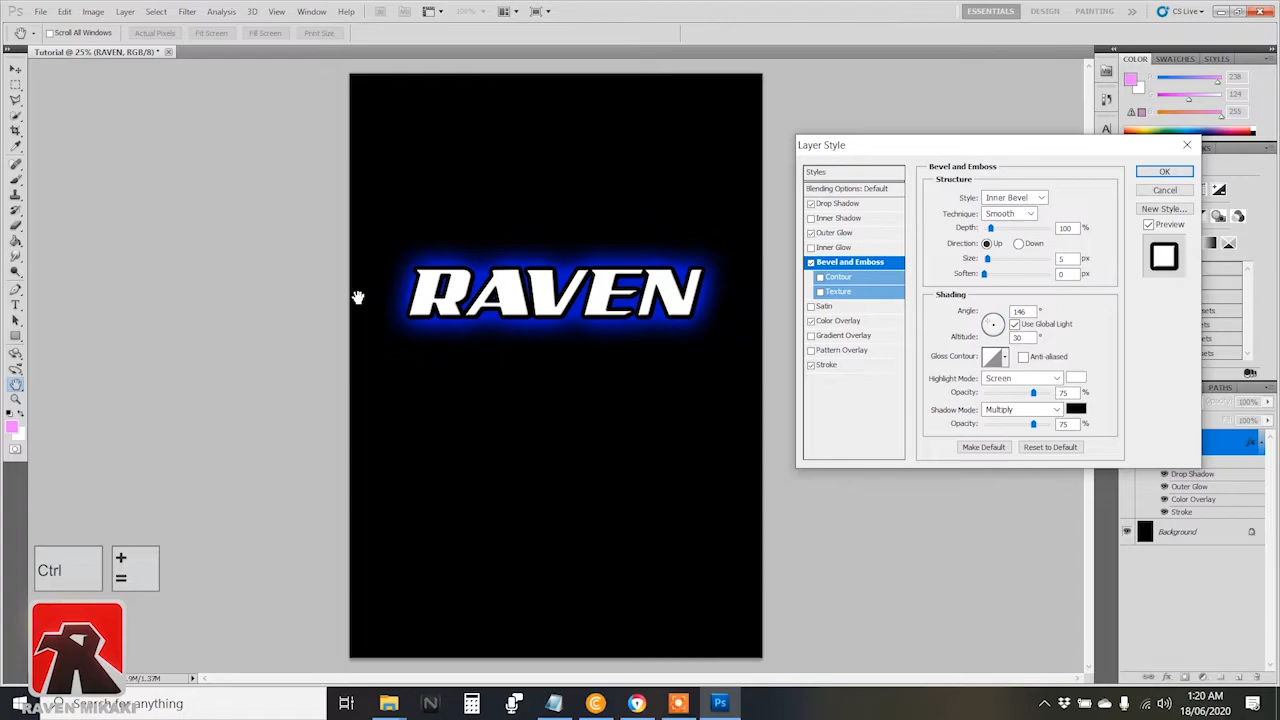 Ps File Edit Image Layer Select Filter Analysis 3D View Window Help ESSENTIALS DESIGN PAINTING CS Live
Scroll All Windows Actual Pixels Fit Screen Fill Screen Print Size
Tutorial @ 25% (RAVEN, RGB/8) *
COLOR SWATCHES STYLES
238
124
255
Layer Style
Styles
Blending Options: Default
Drop Shadow
Inner Shadow
Outer Glow
Inner Glow
Bevel and Emboss
Contour
Texture
Satin
Color Overlay
Gradient Overlay
Pattern Overlay
Stroke
Bevel and Emboss
Structure
Style: Inner Bevel
Technique: Smooth
Depth: 100 %
Direction: Up Down
Size: 5 px
Soften: 0 px
Shading
Angle: 146 °
Use Global Light
Altitude: 30 °
Gloss Contour: Anti-aliased
Highlight Mode: Screen
Opacity: 75 %
Shadow Mode: Multiply
Opacity: 75 %
Make Default Reset to Default
OK
Cancel
New Style...
Preview
RAVEN
PATHS
100%
100%
fx
Drop Shadow
Outer Glow
Color Overlay
Stroke
Background
Ctrl
+
=
RAVEN MIKAKI
1:20 AM
18/06/2020